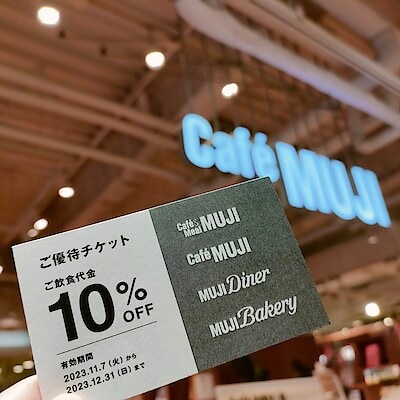 Café MUJI
ご優待チケット
ご飲食代金
10%
OFF
有効期間
2023.11.7(火)から
2023.12.31(日)まで
Café&
Meal MUJI
Café MUJI
MUJI Diner
MUJI Bakery